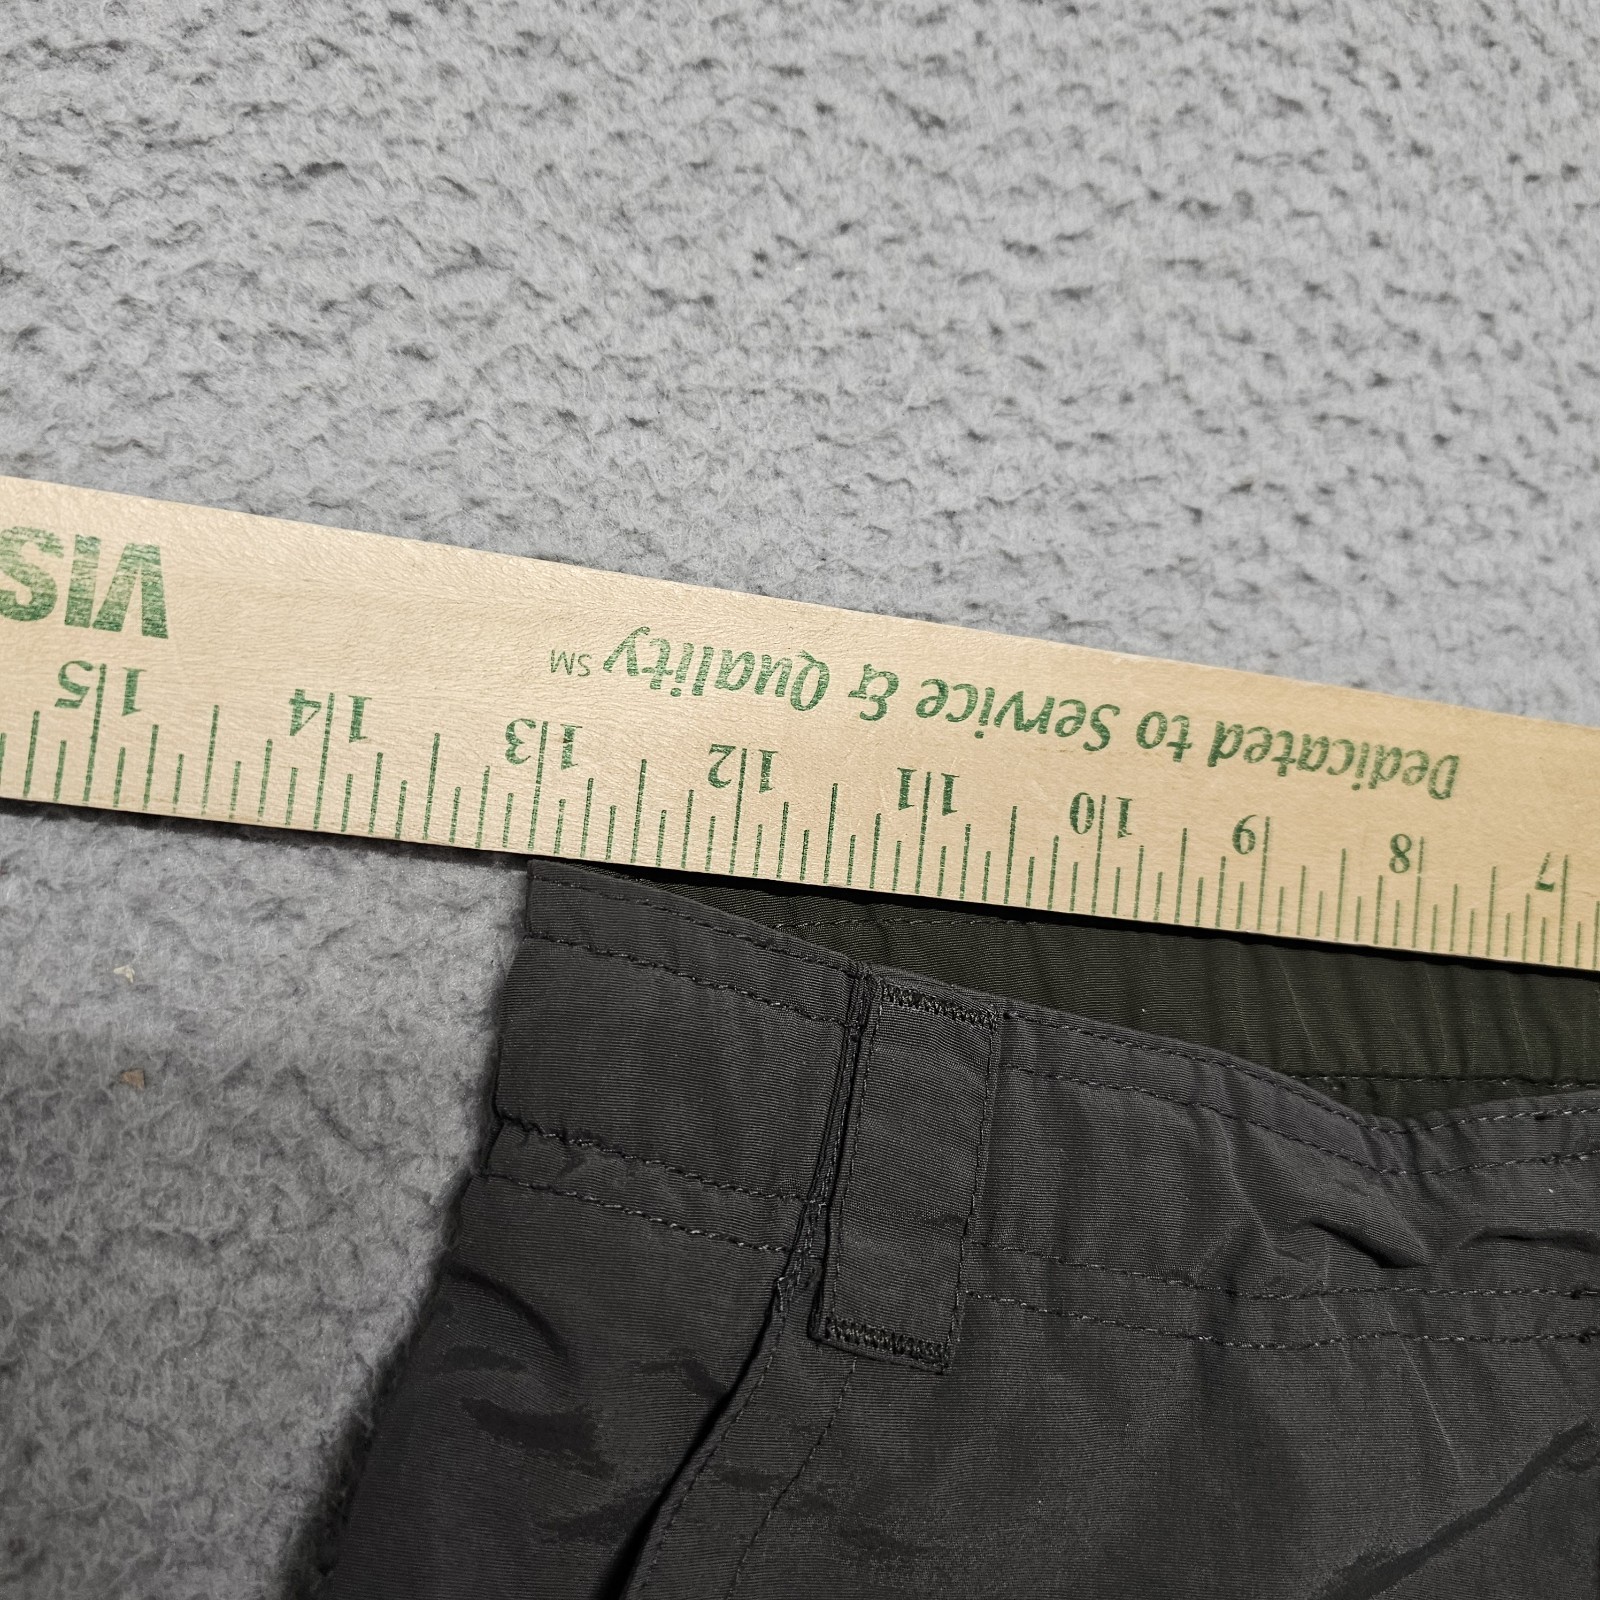 Dedicated to Service & Quality SM
VIS
7 8 9 10 11 12 13 14 15